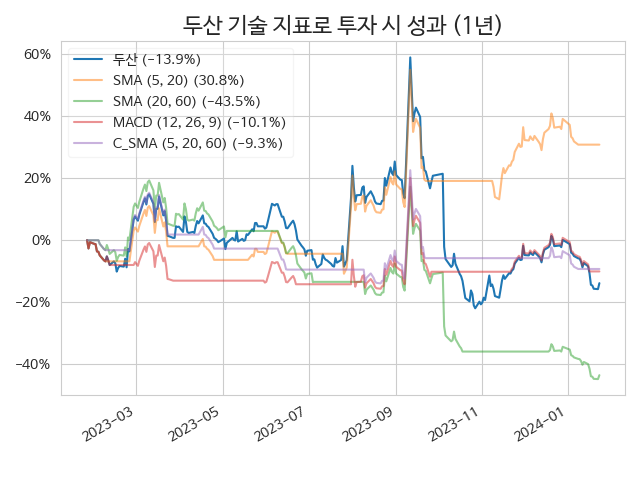 두산 기술 지표로 투자 시 성과 (1년)
60%
40%
20%
0%
−20%
−40%
두산 (−13.9%)
SMA (5, 20) (30.8%)
SMA (20, 60) (−43.5%)
MACD (12, 26, 9) (−10.1%)
C_SMA (5, 20, 60) (−9.3%)
2023−03
2023−05
2023−07
2023−09
2023−11
2024−01